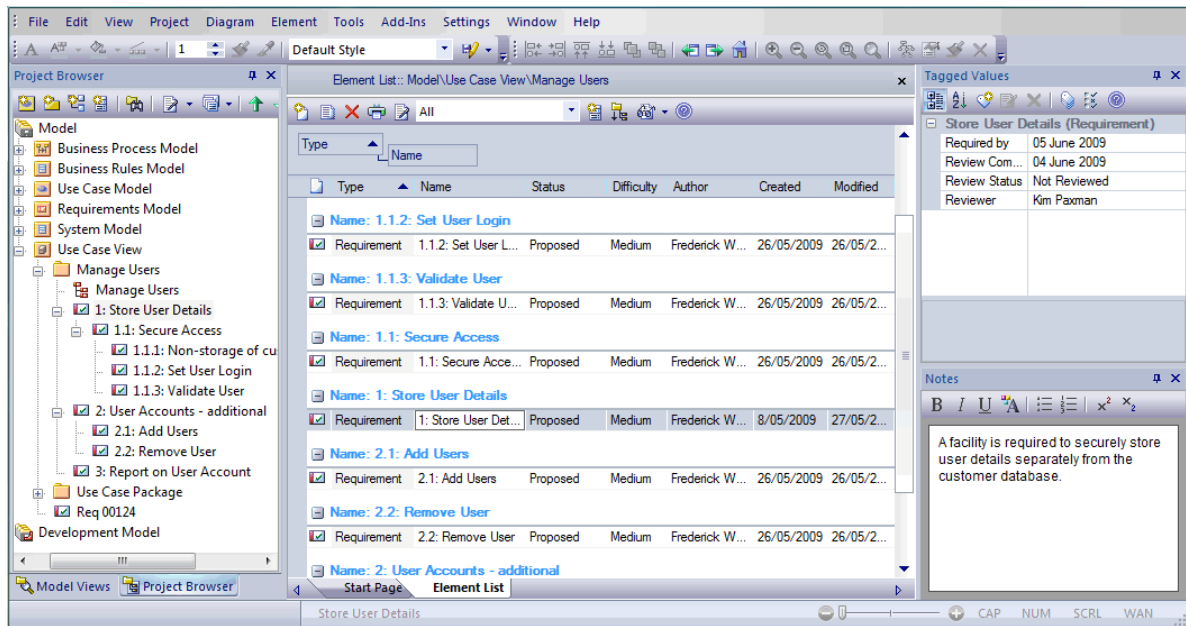 File Edit View Project Diagram Element Tools Add-Ins Settings Window Help
1 Default Style
Project Browser
Model
Business Process Model
Business Rules Model
Use Case Model
Requirements Model
System Model
Use Case View
Manage Users
Manage Users
1: Store User Details
1.1: Secure Access
1.1.1: Non-storage of cu
1.1.2: Set User Login
1.1.3: Validate User
2: User Accounts - additional
2.1: Add Users
2.2: Remove User
3: Report on User Account
Use Case Package
Req 00124
Development Model
Model Views Project Browser
Element List:: Model\Use Case View\Manage Users
All
Type
Name
Type Name Status Difficulty Author Created Modified
Name: 1.1.2: Set User Login
Requirement 1.1.2: Set User L... Proposed Medium Frederick W... 26/05/2009 26/05/2...
Name: 1.1.3: Validate User
Requirement 1.1.3: Validate U... Proposed Medium Frederick W... 26/05/2009 26/05/2...
Name: 1.1: Secure Access
Requirement 1.1: Secure Acce... Proposed Medium Frederick W... 26/05/2009 26/05/2...
Name: 1: Store User Details
Requirement 1: Store User Det... Proposed Medium Frederick W... 8/05/2009 27/05/2...
Name: 2.1: Add Users
Requirement 2.1: Add Users Proposed Medium Frederick W... 26/05/2009 26/05/2...
Name: 2.2: Remove User
Requirement 2.2: Remove User Proposed Medium Frederick W... 26/05/2009 26/05/2...
Name: 2: User Accounts - additional
Start Page Element List
Tagged Values
Store User Details (Requirement)
Required by 05 June 2009
Review Com... 04 June 2009
Review Status Not Reviewed
Reviewer Kim Paxman
Notes
B I U A x² x₂
A facility is required to securely store
user details separately from the
customer database.
Store User Details CAP NUM SCRL WAN